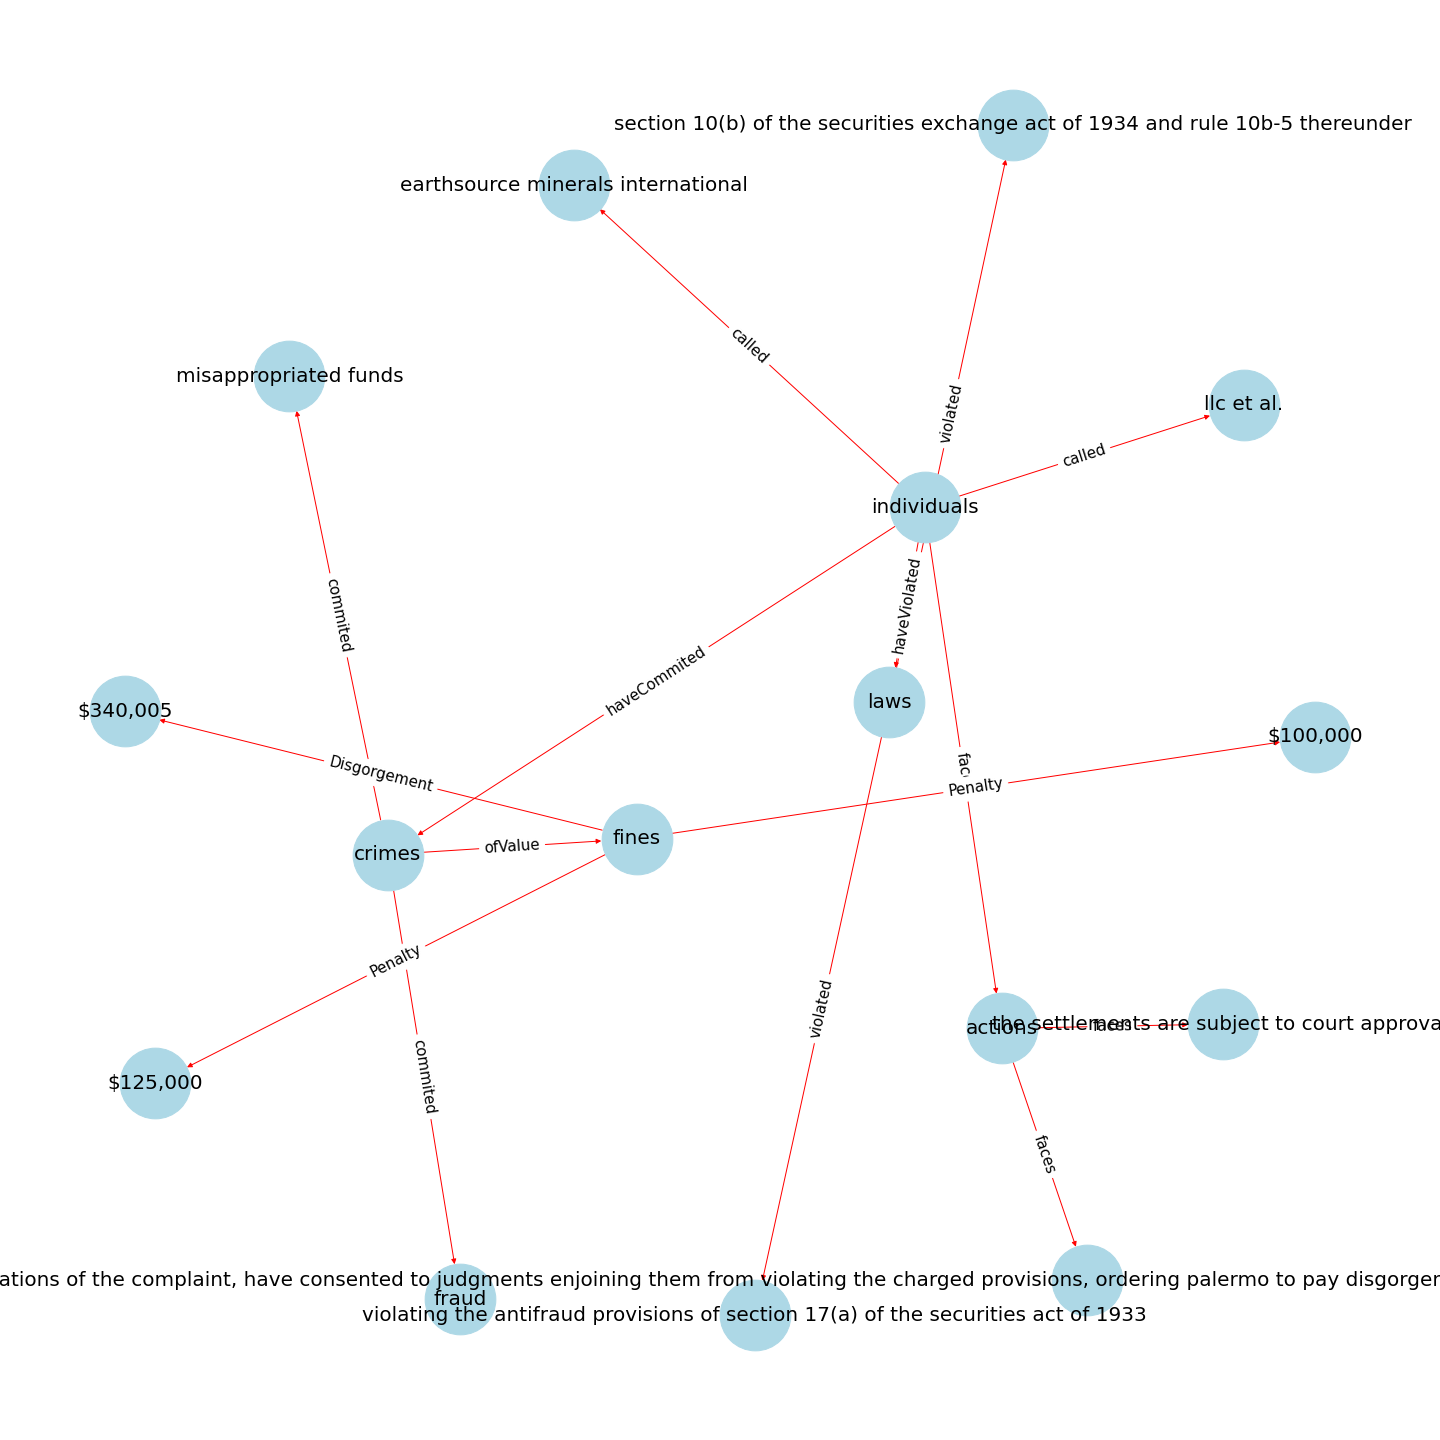 section 10(b) of the securities exchange act of 1934 and rule 10b-5 thereunder
earthsource minerals international
called
misappropriated funds
violated
llc et al.
called
individuals
haveViolated
commited
haveCommited
laws
$340,005
$100,000
Disgorgement
Penalty
fines
crimes
ofValue
Penalty
violated
actions
faces
the settlements are subject to court
$125,000
commited
faces
of the complaint, have consented to judgments enjoining them from violating the charged provisions, ordering palermo to pay
fraud
violating the antifraud provisions of section 17(a) of the securities act of 1933